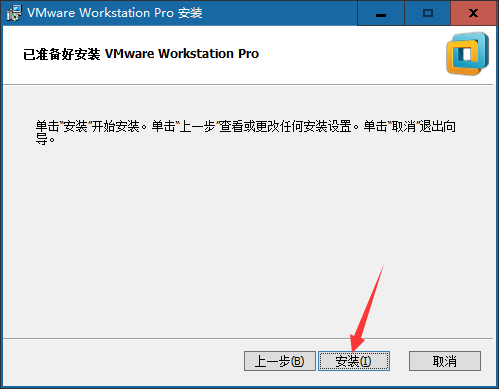 VMware Workstation Pro 安装
已准备好安装 VMware Workstation Pro
单击“安装”开始安装。单击“上一步”查看或更改任何安装设置。单击“取消”退出向
导。
上一步(B)
安装(I)
取消